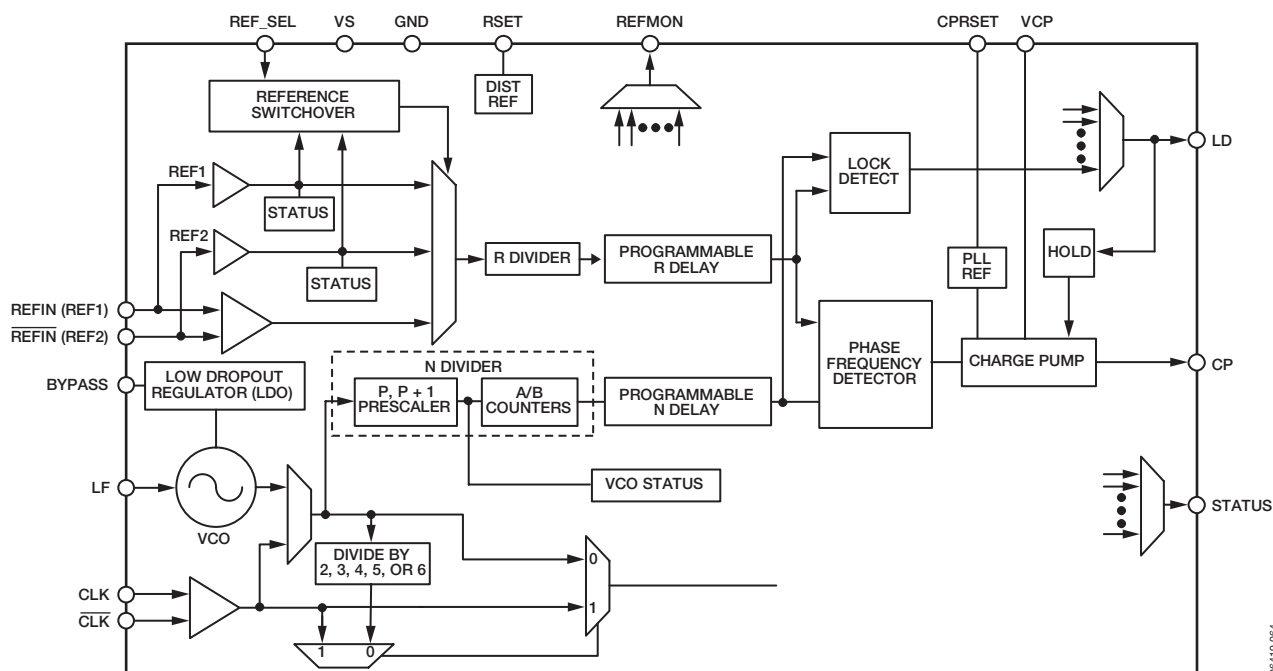 REF_SEL
VS
GND
RSET
REFMON
CPRSET
VCP
REFERENCE
SWITCHOVER
DIST
REF
LD
LOCK
DETECT
REF1
STATUS
REF2
STATUS
R DIVIDER
PROGRAMMABLE
R DELAY
PLL
REF
HOLD
REFIN (REF1)
REFIN (REF2)
BYPASS
LOW DROPOUT
REGULATOR (LDO)
N DIVIDER
P, P + 1
PRESCALER
A/B
COUNTERS
PROGRAMMABLE
N DELAY
PHASE
FREQUENCY
DETECTOR
CHARGE PUMP
CP
LF
VCO
VCO STATUS
STATUS
DIVIDE BY
2, 3, 4, 5, OR 6
0
1
CLK
CLK
1
0